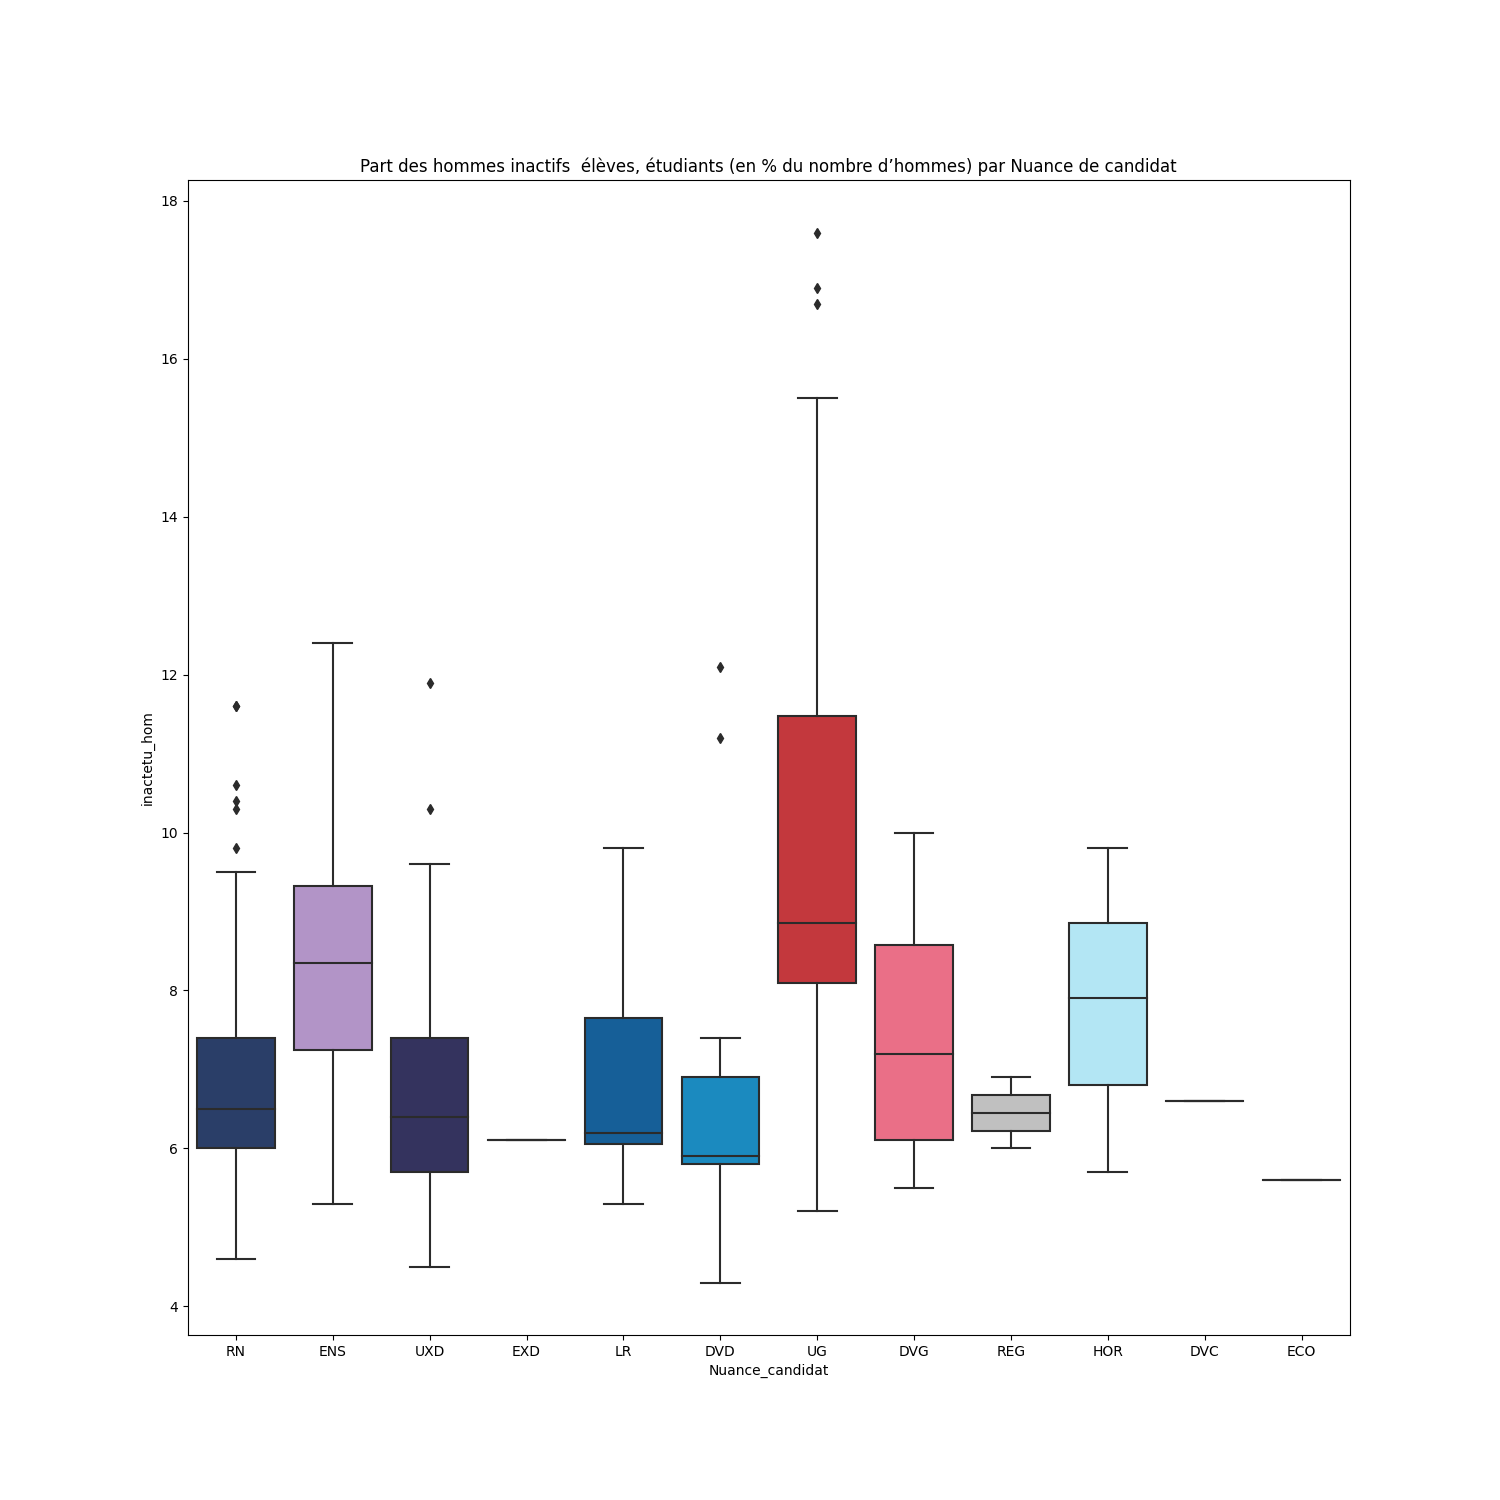 Part des hommes inactifs  élèves, étudiants (en % du nombre d’hommes) par Nuance de candidat
18
16
14
12
10
8
6
4
inactetu_hom
RN ENS UXD EXD LR DVD UG DVG REG HOR DVC ECO
Nuance_candidat